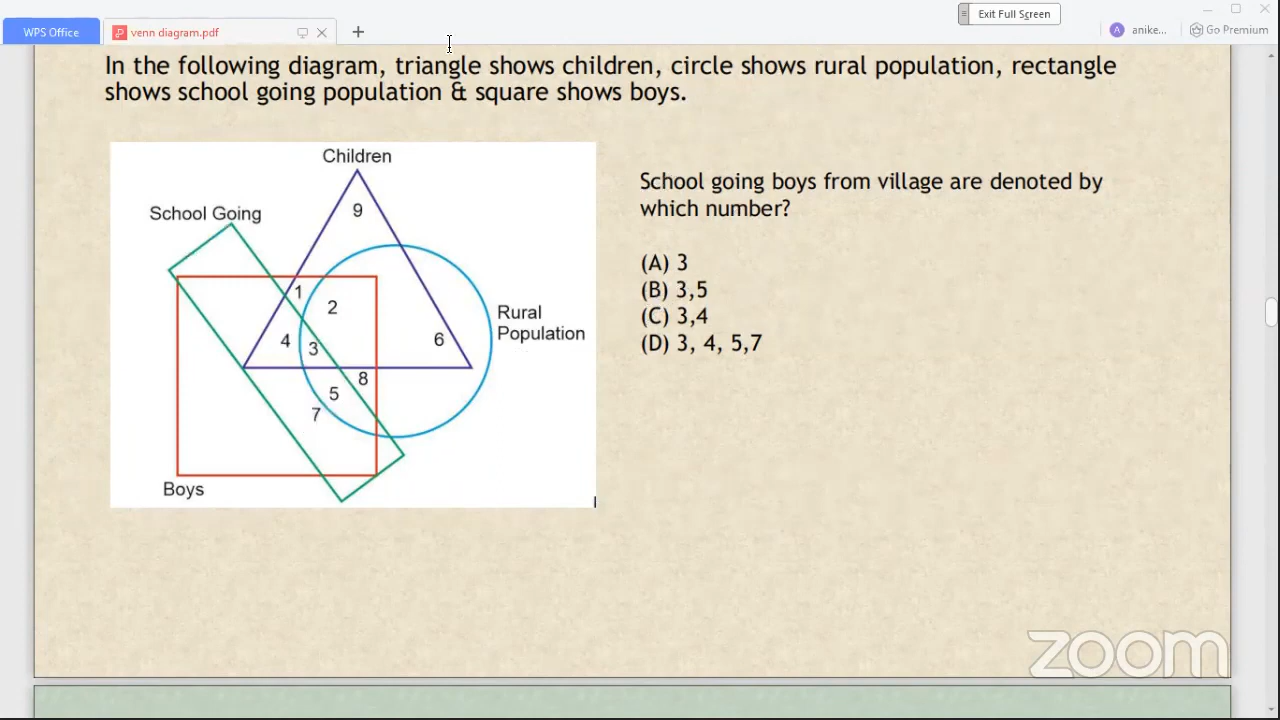 Exit Full Screen
WPS Office
venn diagram.pdf
anike...
Go Premium
In the following diagram, triangle shows children, circle shows rural population, rectangle
shows school going population & square shows boys.
Children
School Going
9
1
2
Rural
Population
4
3
6
8
5
7
Boys
School going boys from village are denoted by
which number?
(A) 3
(B) 3,5
(C) 3,4
(D) 3, 4, 5,7
zoom